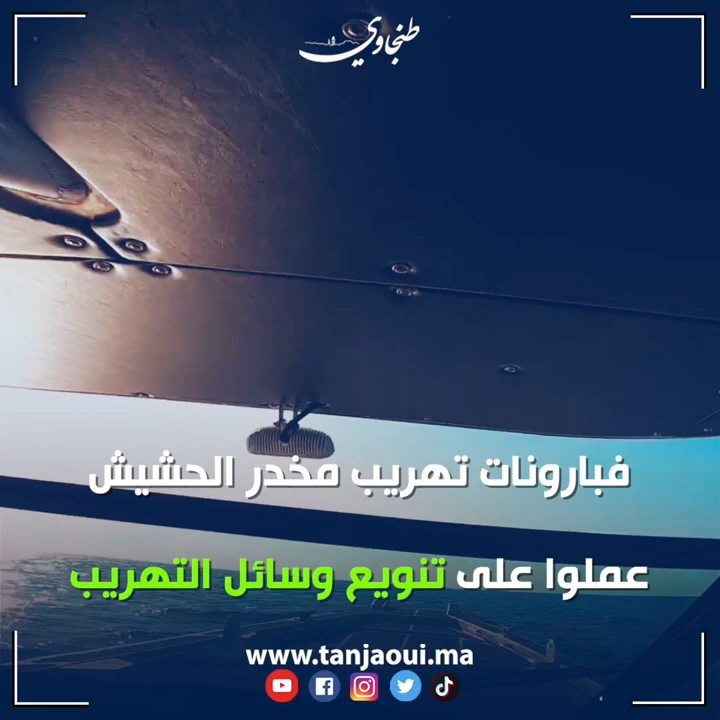 طنجاوي
فبارونات تهريب مخدر الحشيش
عملوا على تنويع وسائل التهريب
www.tanjaoui.ma